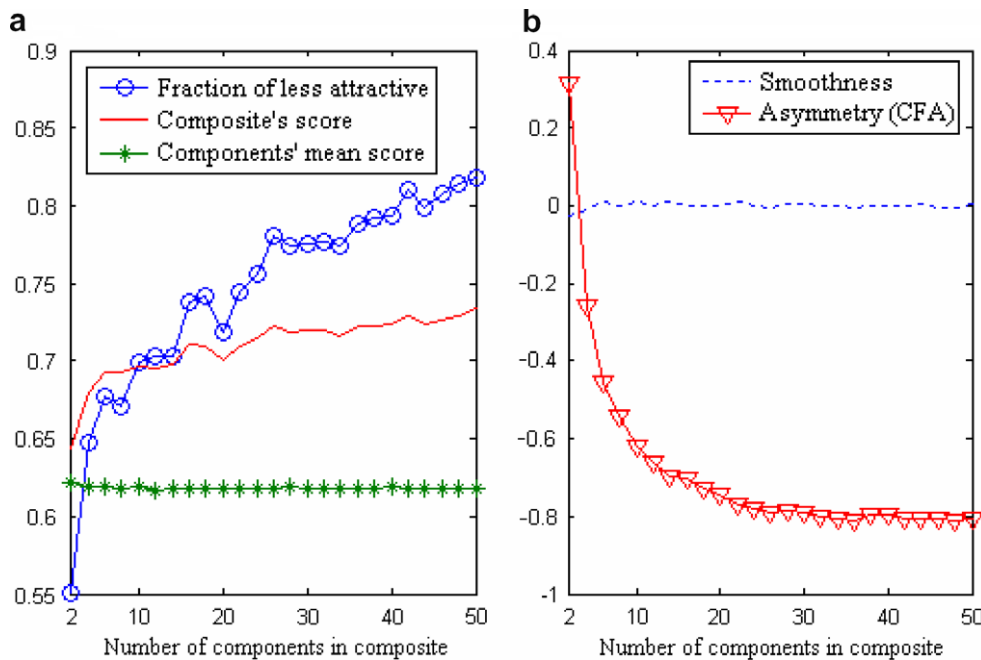 a
0.9
0.85
0.8
0.75
0.7
0.65
0.6
0.55
Fraction of less attractive
Composite's score
Components' mean score
2 10 20 30 40 50
Number of components in composite
b
0.4
0.2
0
-0.2
-0.4
-0.6
-0.8
-1
Smoothness
Asymmetry (CFA)
2 10 20 30 40 50
Number of components in composite